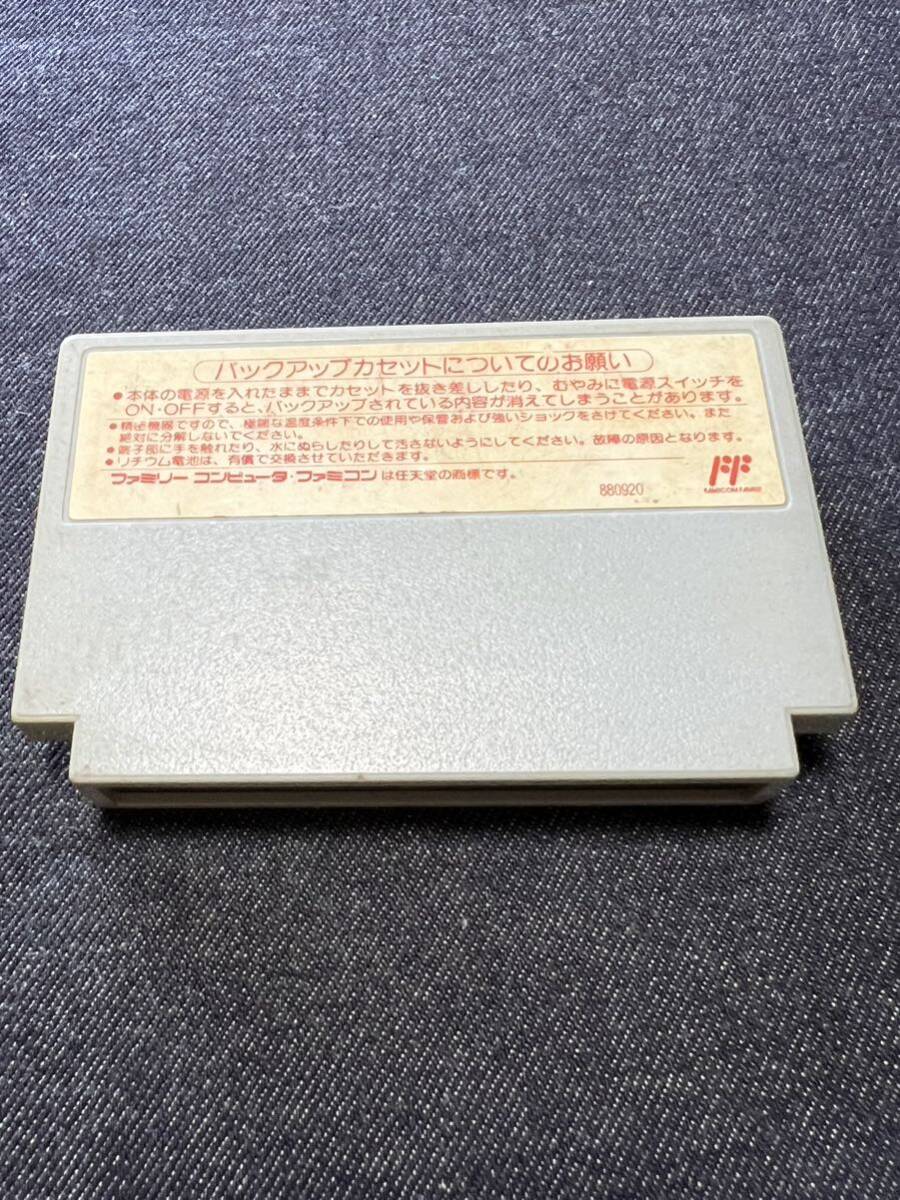 バックアップカセットについてのお願い
●本体の電源を入れたままでカセットを抜き差ししたり、むやみに電源スイッチを
ON・OFFすると、バックアップされている内容が消えてしまうことがあります。
●精密機器ですので、極端な温度条件下での使用や保管および強いショックをさけてください。また
絶対に分解しないでください。
●端子部に手を触れたり、水にぬらしたりして汚さないようにしてください。故障の原因となります。
●リチウム電池は、有償で交換させていただきます。
ファミリー コンピュータ・ファミコンは任天堂の商標です。
880920
FF
FAMICOM FAMILY